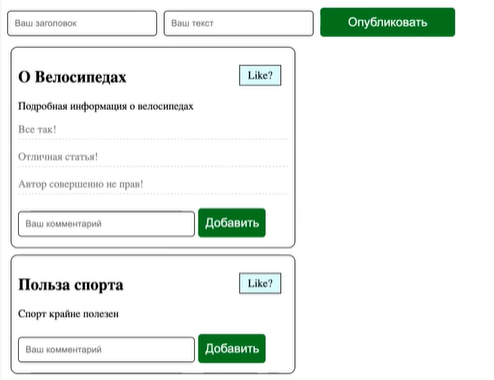 Ваш заголовок Ваш текст Опубликовать
О Велосипедах Like?
Подробная информация о велосипедах
Все так!
Отличная статья!
Автор совершенно не прав!
Ваш комментарий Добавить
Польза спорта Like?
Спорт крайне полезен
Ваш комментарий Добавить